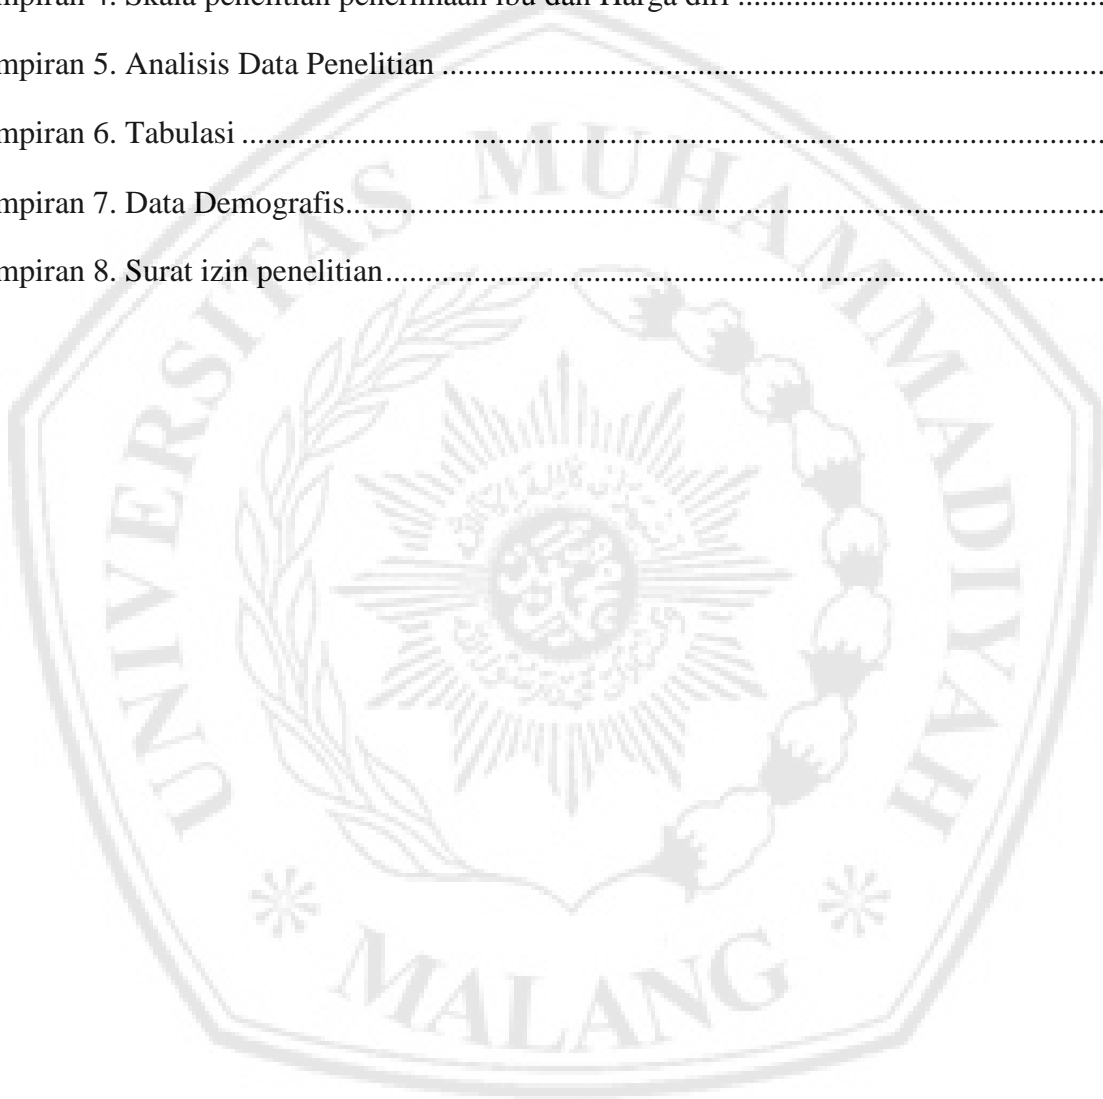 mpiran 4. Skala penelitian penerimaan ibu dan Harga diri ..........................................
mpiran 5. Analisis Data Penelitian ................................................................................
mpiran 6. Tabulasi ........................................................................................................
mpiran 7. Data Demografis............................................................................................
mpiran 8. Surat izin penelitian.......................................................................................
UNIVERSITAS MUHAMMADIYAH
MALANG